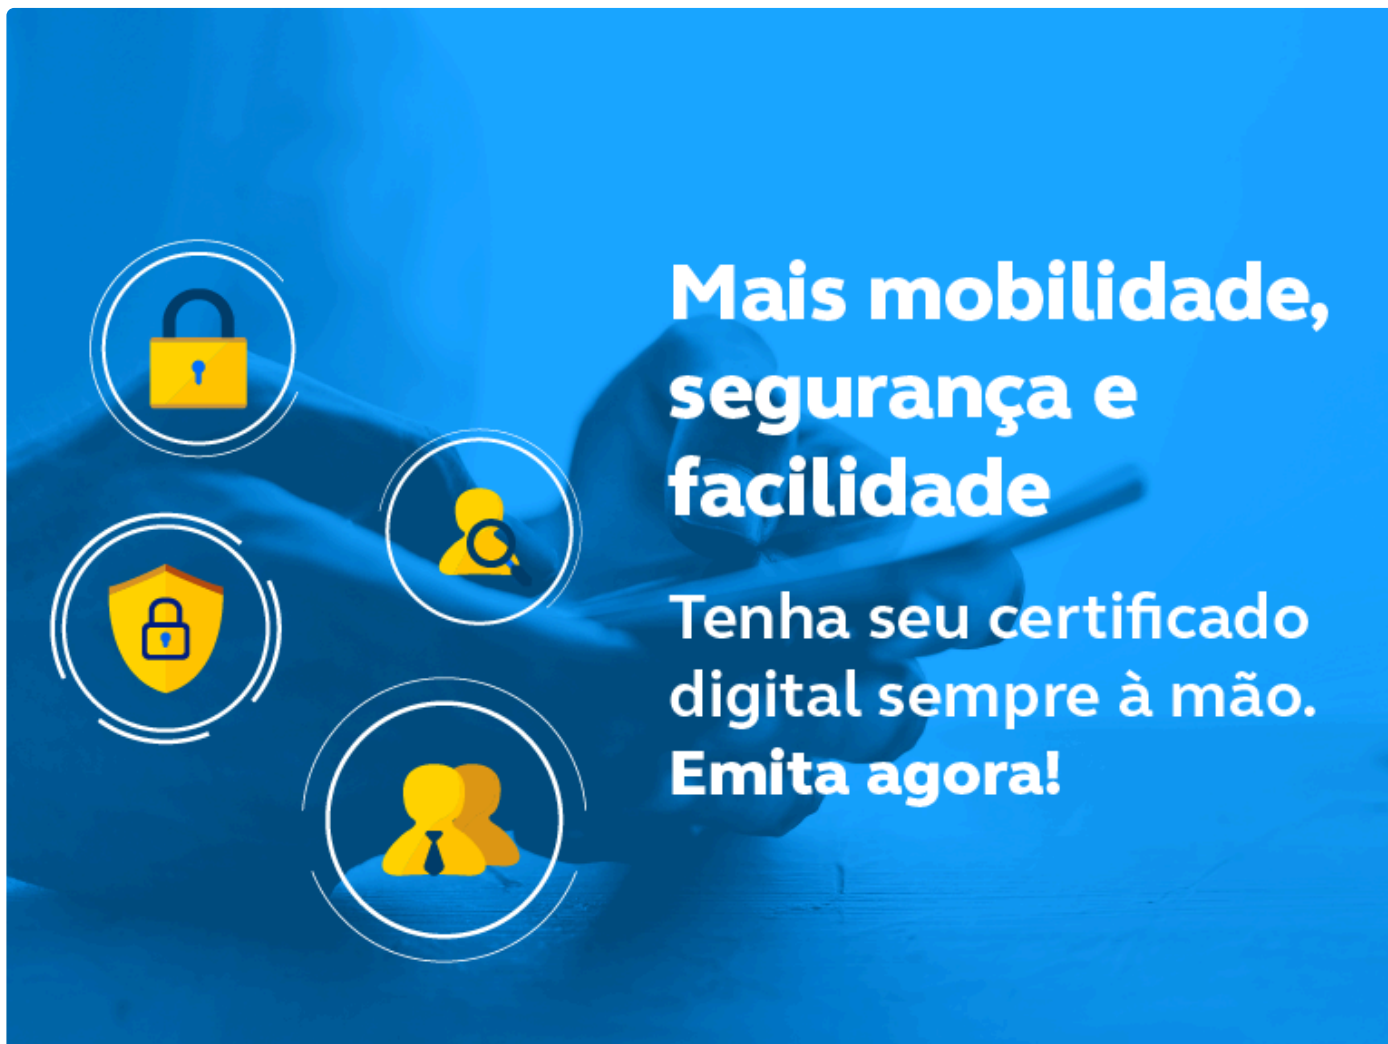 Mais mobilidade,
segurança e
facilidade
Tenha seu certificado
digital sempre à mão.
Emita agora!